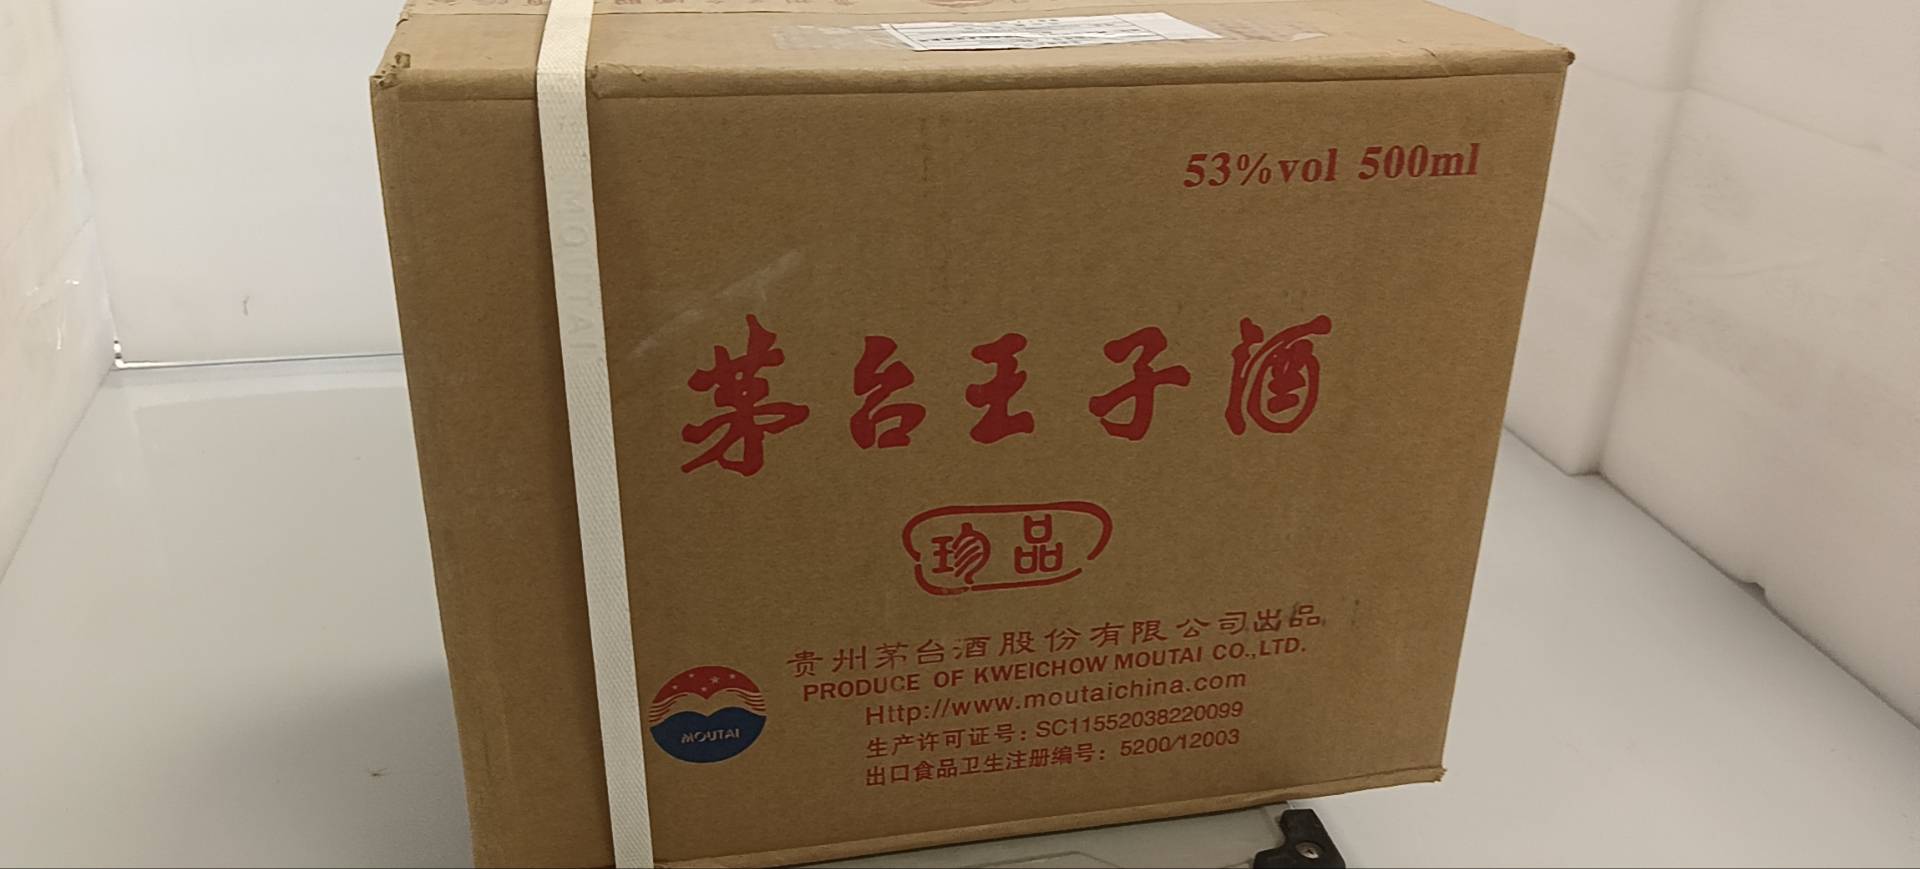 53%vol 500ml
MOUTAI
茅台王子酒
珍品
贵州茅台酒股份有限公司出品
PRODUCE OF KWEICHOW MOUTAI CO.,LTD.
Http://www.moutaichina.com
MOUTAI
生产许可证号：SC11552038220099
出口食品卫生注册编号：5200/12003